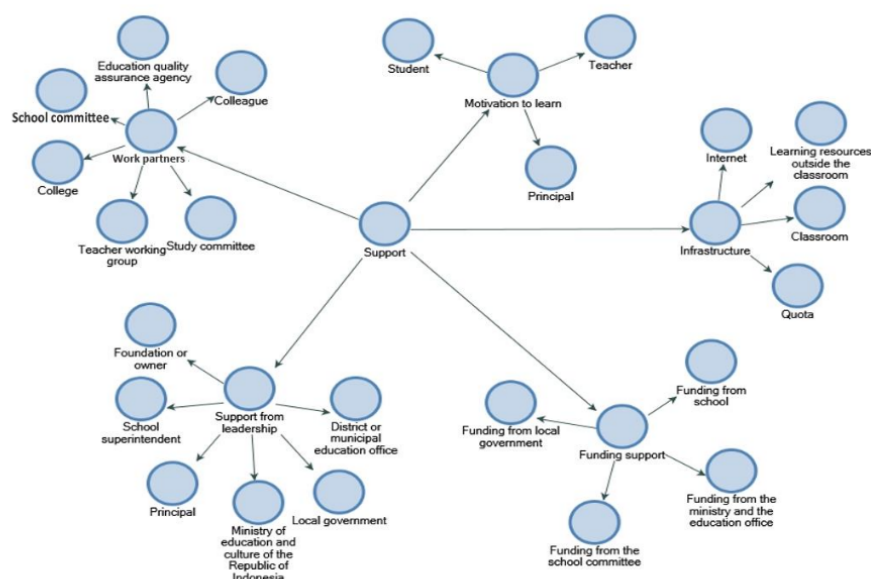 Education quality
assurance agency
School committee
Colleague
Work partners
College
Teacher working
group
Study committee
Student
Teacher
Motivation to learn
Principal
Internet
Learning resources
outside the
classroom
Infrastructure
Classroom
Quota
Support
Foundation or
owner
School
superintendent
Support from
leadership
District or
municipal education office
Principal
Ministry of
education and
culture of the
Republic of
Indonesia
Local government
Funding from
school
Funding from local
government
Funding support
Funding from the
ministry and the
education office
Funding from the
school committee